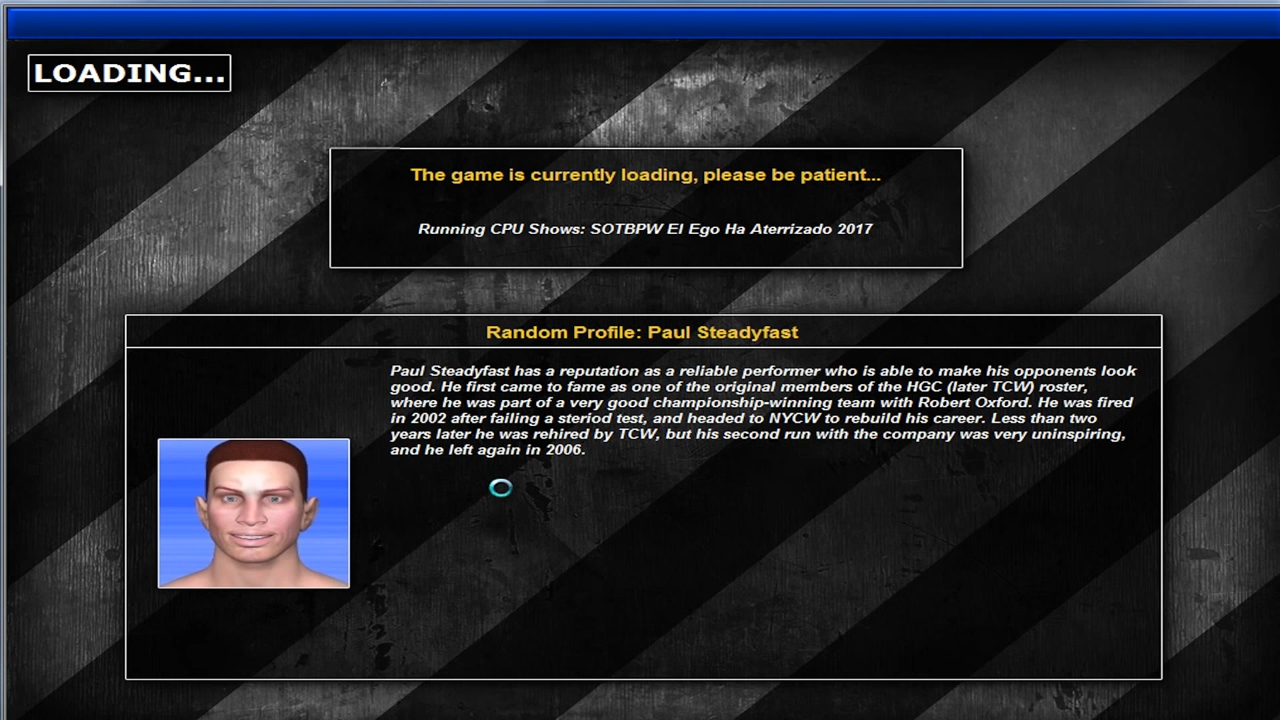 LOADING...
The game is currently loading, please be patient...
Running CPU Shows: SOTBPW El Ego Ha Aterrizado 2017
Random Profile: Paul Steadyfast
Paul Steadyfast has a reputation as a reliable performer who is able to make his opponents look
good. He first came to fame as one of the original members of the HGC (later TCW) roster,
where he was part of a very good championship-winning team with Robert Oxford. He was fired
in 2002 after failing a steriod test, and headed to NYCW to rebuild his career. Less than two
years later he was rehired by TCW, but his second run with the company was very uninspiring,
and he left again in 2006.